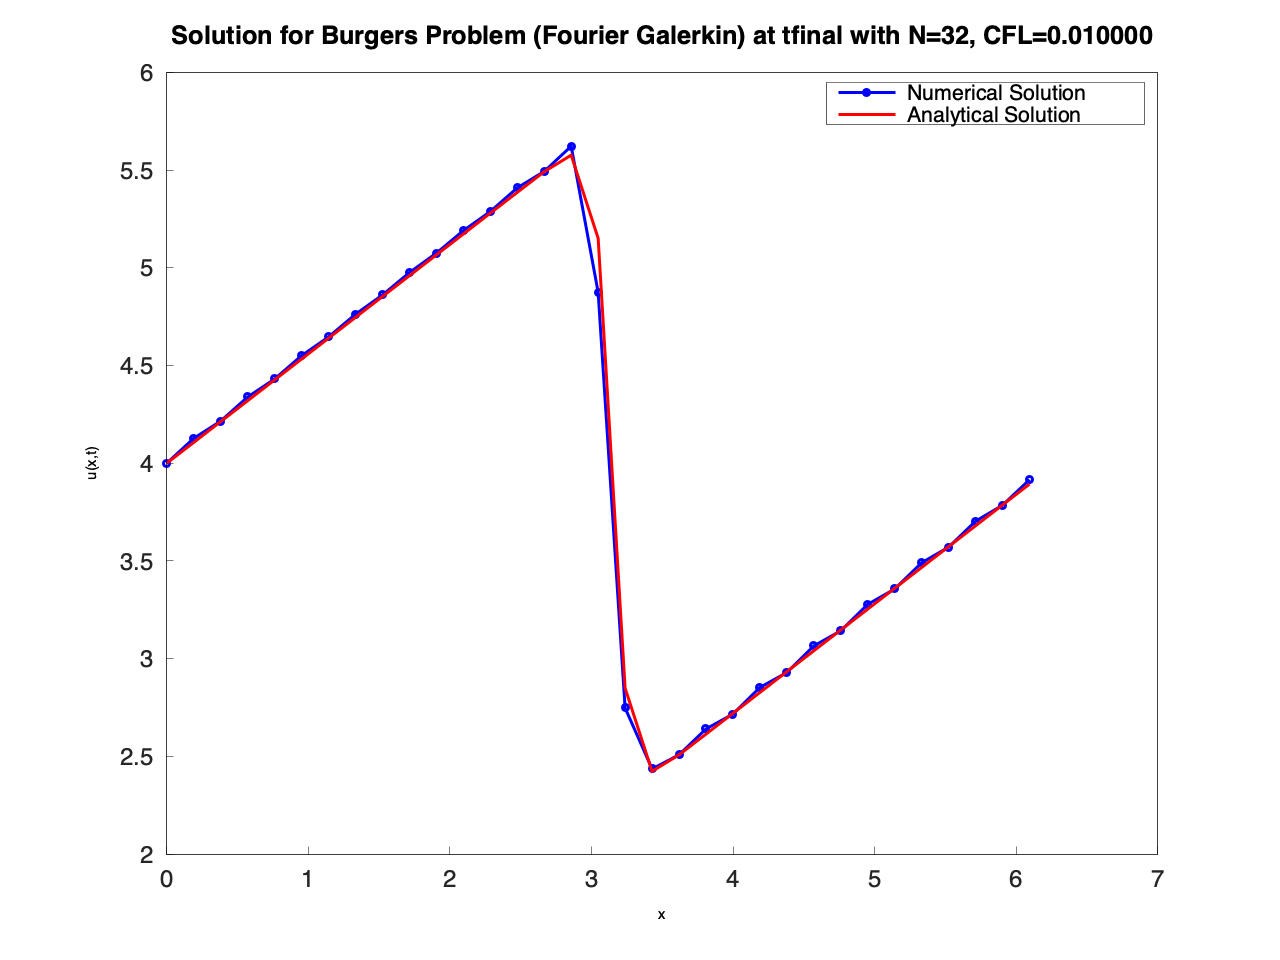 Solution for Burgers Problem (Fourier Galerkin) at tfinal with N=32, CFL=0.010000
Numerical Solution
Analytical Solution
6
5.5
5
4.5
4
3.5
3
2.5
2
u(x,t)
0 1 2 3 4 5 6 7
x